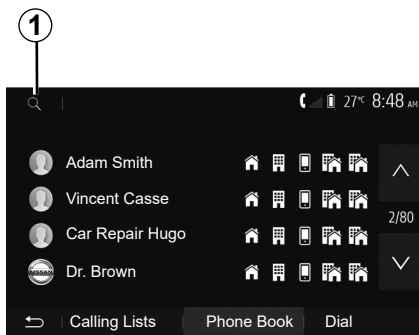 1
27°C 8:48 AM
Adam Smith
Vincent Casse
2/80
Car Repair Hugo
NISSAN Dr. Brown
Calling Lists Phone Book Dial